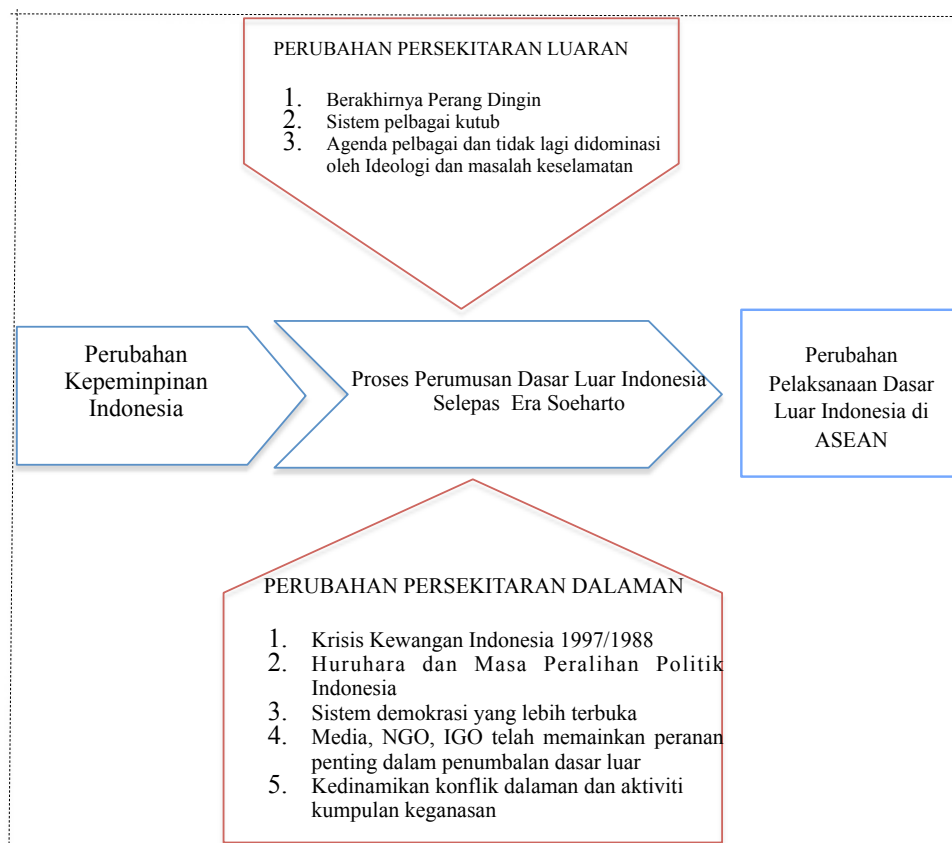 PERUBAHAN PERSEKITARAN LUARAN
1. Berakhirnya Perang Dingin
2. Sistem pelbagai kutub
3. Agenda pelbagai dan tidak lagi didominasi
oleh Ideologi dan masalah keselamatan
Perubahan
Kepeminpinan
Indonesia
Proses Perumusan Dasar Luar Indonesia
Selepas Era Soeharto
Perubahan
Pelaksanaan Dasar
Luar Indonesia di
ASEAN
PERUBAHAN PERSEKITARAN DALAMAN
1. Krisis Kewangan Indonesia 1997/1988
2. Huruhara dan Masa Peralihan Politik
Indonesia
3. Sistem demokrasi yang lebih terbuka
4. Media, NGO, IGO telah memainkan peranan
penting dalam penumbalan dasar luar
5. Kedinamikan konflik dalaman dan aktiviti
kumpulan keganasan